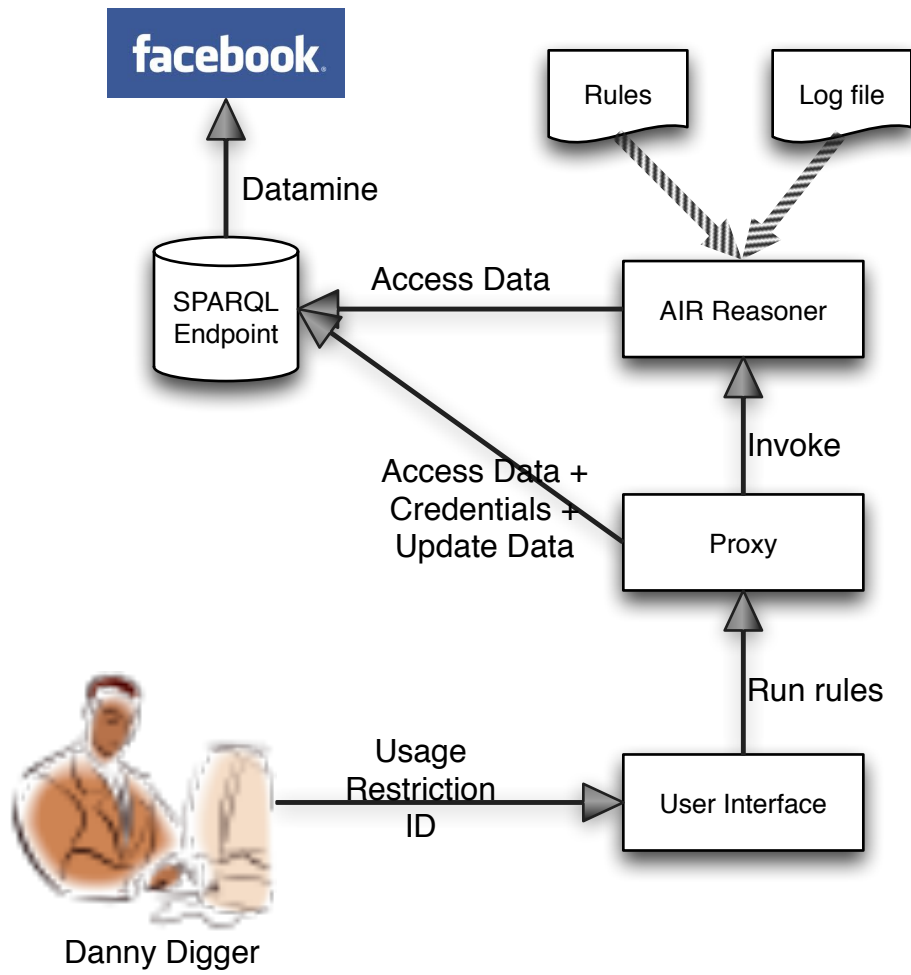 facebook
Rules
Log file
Datamine
SPARQL
Endpoint
Access Data
AIR Reasoner
Invoke
Access Data +
Credentials +
Update Data
Proxy
Run rules
Usage
Restriction
ID
User Interface
Danny Digger